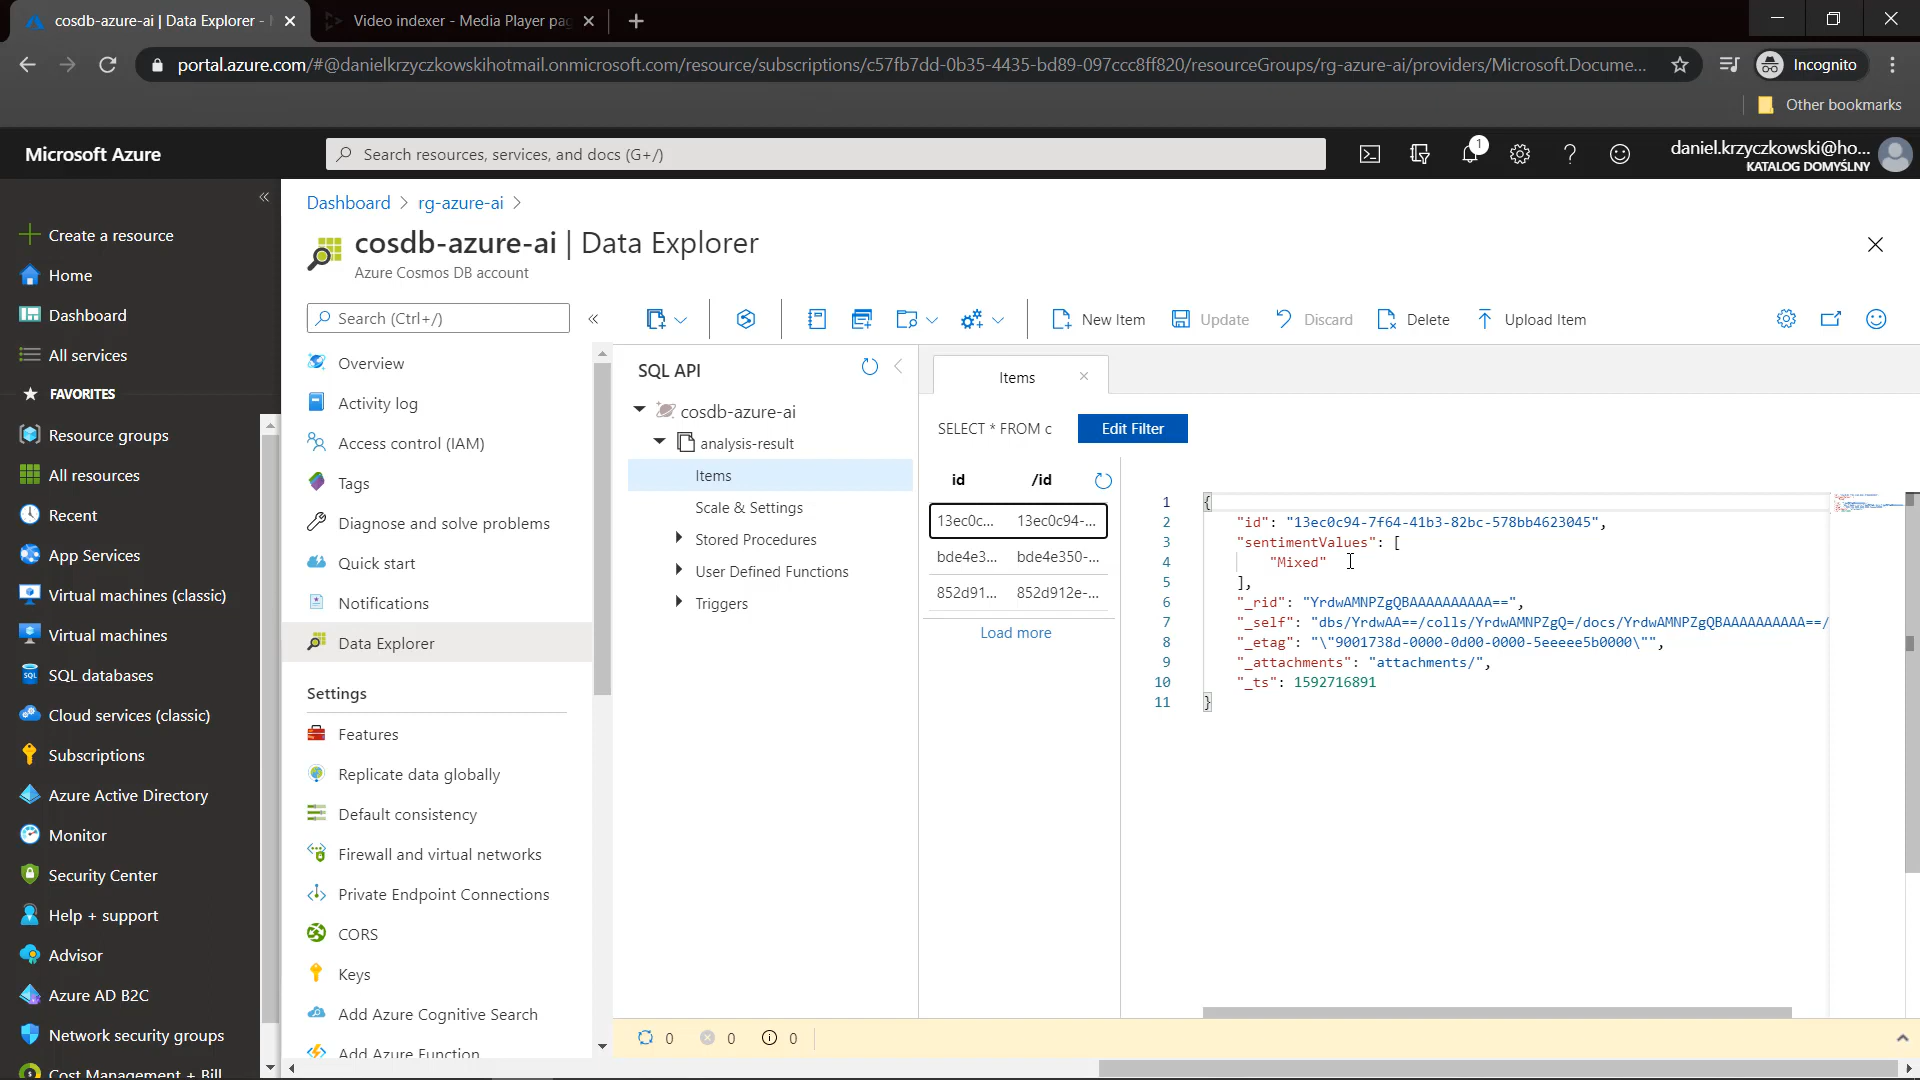 cosdb-azure-ai | Data Explorer -
Video indexer - Media Player pag
portal.azure.com/#@danielkrzyczkowskihotmail.onmicrosoft.com/resource/subscriptions/c57fb7dd-0b35-4435-bd89-097ccc8ff820/resourceGroups/rg-azure-ai/providers/Microsoft.Docume...
Incognito
Other bookmarks
Microsoft Azure
Search resources, services, and docs (G+/)
1
daniel.krzyczkowski@ho...
KATALOG DOMYŚLNY
Create a resource
Home
Dashboard
All services
FAVORITES
Resource groups
All resources
Recent
App Services
Virtual machines (classic)
Virtual machines
SQL databases
Cloud services (classic)
Subscriptions
Azure Active Directory
Monitor
Security Center
Help + support
Advisor
Azure AD B2C
Network security groups
Cost Management + Bill
Dashboard > rg-azure-ai >
cosdb-azure-ai | Data Explorer
Azure Cosmos DB account
Search (Ctrl+/)
Overview
Activity log
Access control (IAM)
Tags
Diagnose and solve problems
Quick start
Notifications
Data Explorer
Settings
Features
Replicate data globally
Default consistency
Firewall and virtual networks
Private Endpoint Connections
CORS
Keys
Add Azure Cognitive Search
Add Azure Function
New Item
Update
Discard
Delete
Upload Item
SQL API
cosdb-azure-ai
analysis-result
Items
Scale & Settings
Stored Procedures
User Defined Functions
Triggers
Items
SELECT * FROM c
Edit Filter
id /id
13ec0c... 13ec0c94-...
bde4e3... bde4e350-...
852d91... 852d912e-...
Load more
1 {
2 "id": "13ec0c94-7f64-41b3-82bc-578bb4623045",
3 "sentimentValues": [
4 "Mixed"
5 ],
6 "_rid": "YrdwAMNPZgQBAAAAAAAAAA==",
7 "_self": "dbs/YrdwAA==/colls/YrdwAMNPZgQ=/docs/YrdwAMNPZgQBAAAAAAAAAA==/
8 "_etag": "\"9001738d-0000-0d00-0000-5eeeee5b0000\"",
9 "_attachments": "attachments/",
10 "_ts": 1592716891
11 }
0 0 0